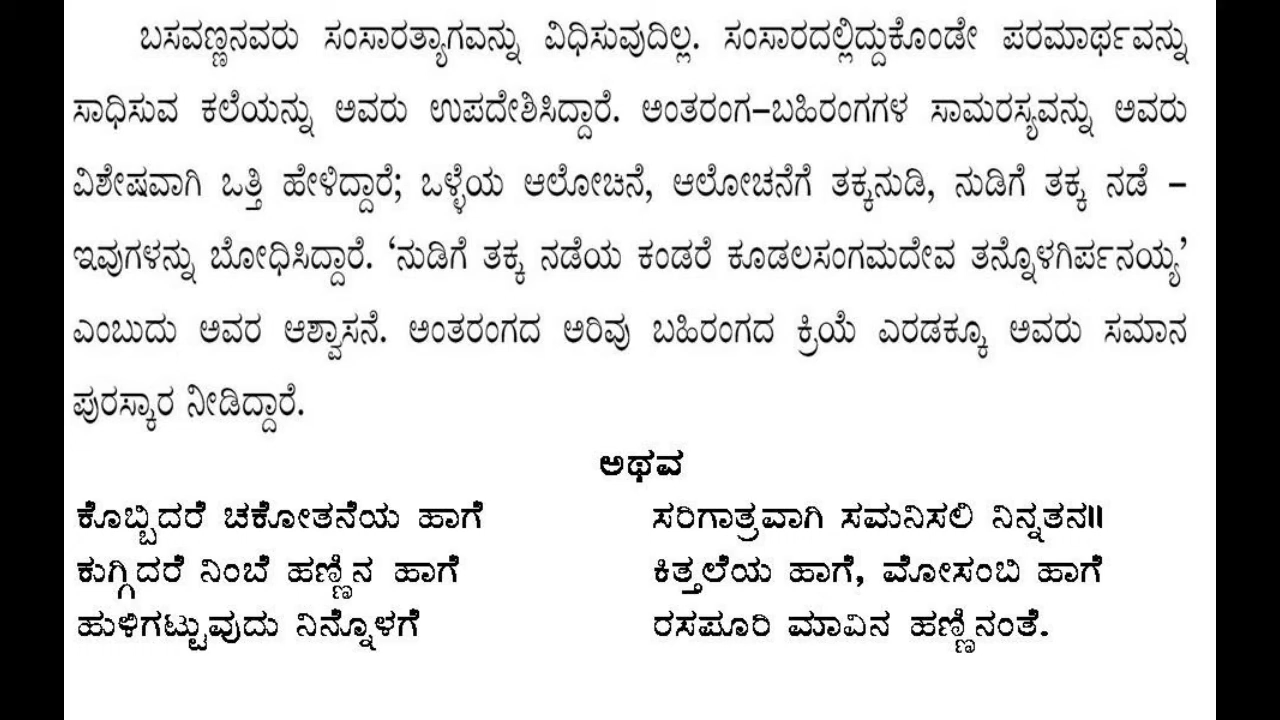 ಬಸವಣ್ಣನವರು ಸಂಸಾರತ್ಯಾಗವನ್ನು ವಿಧಿಸುವುದಿಲ್ಲ. ಸಂಸಾರದಲ್ಲಿದ್ದುಕೊಂಡೇ ಪರಮಾರ್ಥವನ್ನು
ಸಾಧಿಸುವ ಕಲೆಯನ್ನು ಅವರು ಉಪದೇಶಿಸಿದ್ದಾರೆ. ಅಂತರಂಗ–ಬಹಿರಂಗಗಳ ಸಾಮರಸ್ಯವನ್ನು ಅವರು
ವಿಶೇಷವಾಗಿ ಒತ್ತಿ ಹೇಳಿದ್ದಾರೆ; ಒಳ್ಳೆಯ ಆಲೋಚನೆ, ಆಲೋಚನೆಗೆ ತಕ್ಕನುಡಿ, ನುಡಿಗೆ ತಕ್ಕ ನಡೆ –
ಇವುಗಳನ್ನು ಬೋಧಿಸಿದ್ದಾರೆ. ‘ನುಡಿಗೆ ತಕ್ಕ ನಡೆಯ ಕಂಡರೆ ಕೂಡಲಸಂಗಮದೇವ ತನ್ನೊಳಗಿರ್ಪನಯ್ಯ’
ಎಂಬುದು ಅವರ ಆಶ್ವಾಸನೆ. ಅಂತರಂಗದ ಅರಿವು ಬಹಿರಂಗದ ಕ್ರಿಯೆ ಎರಡಕ್ಕೂ ಅವರು ಸಮಾನ
ಪುರಸ್ಕಾರ ನೀಡಿದ್ದಾರೆ.
ಅಥವ
ಕೊಬ್ಬಿದರೆ ಚಕೋತನೆಯ ಹಾಗೆ
ಕುಗ್ಗಿದರೆ ನಿಂಬೆ ಹಣ್ಣಿನ ಹಾಗೆ
ಹುಳಿಗಟ್ಟುವುದು ನಿನ್ನೊಳಗೆ
ಸರಿಗಾತ್ರವಾಗಿ ಸಮನಿಸಲಿ ನಿನ್ನತನ॥
ಕಿತ್ತಲೆಯ ಹಾಗೆ, ಮೋಸಂಬಿ ಹಾಗೆ
ರಸಪೂರಿ ಮಾವಿನ ಹಣ್ಣಿನಂತೆ.